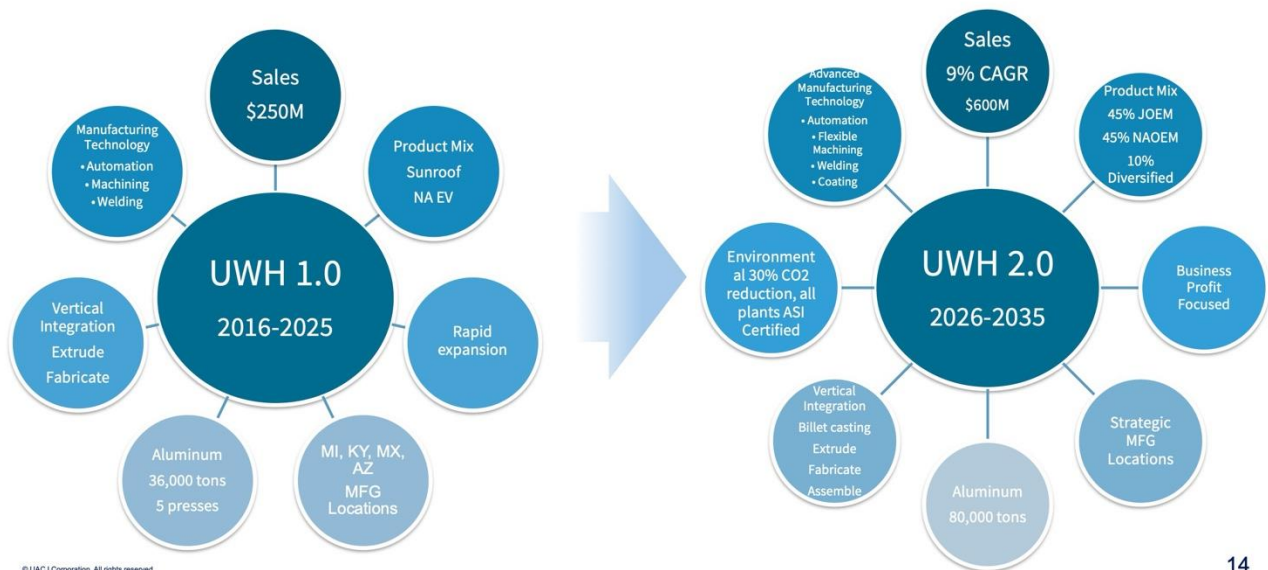 Sales
$250M
Manufacturing
Technology
• Automation
• Machining
• Welding
Product Mix
Sunroof
NA EV
UWH 1.0
2016-2025
Vertical
Integration
Extrude
Fabricate
Rapid
expansion
Aluminum
36,000 tons
5 presses
MI, KY, MX,
AZ
MFG
Locations
Sales
9% CAGR
$600M
Advanced
Manufacturing
Technology
• Automation
• Flexible
Machining
• Welding
• Coating
Product Mix
45% JOEM
45% NAOEM
10%
Diversified
Environment
al 30% CO2
reduction, all
plants ASI
Certified
UWH 2.0
2026-2035
Business
Profit
Focused
Vertical
Integration
Billet casting
Extrude
Fabricate
Assemble
Strategic
MFG
Locations
Aluminum
80,000 tons
14